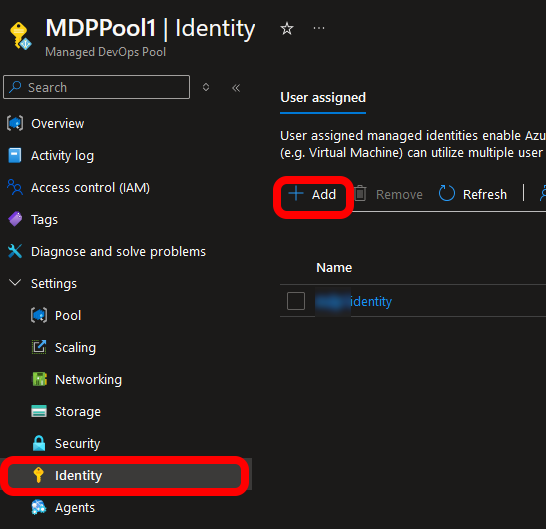 MDPPool1 | Identity
Managed DevOps Pool
Search
Overview
Activity log
Access control (IAM)
Tags
Diagnose and solve problems
Settings
Pool
Scaling
Networking
Storage
Security
Identity
Agents
User assigned
User assigned managed identities enable Azu
(e.g. Virtual Machine) can utilize multiple user
Add
Remove
Refresh
Name
identity